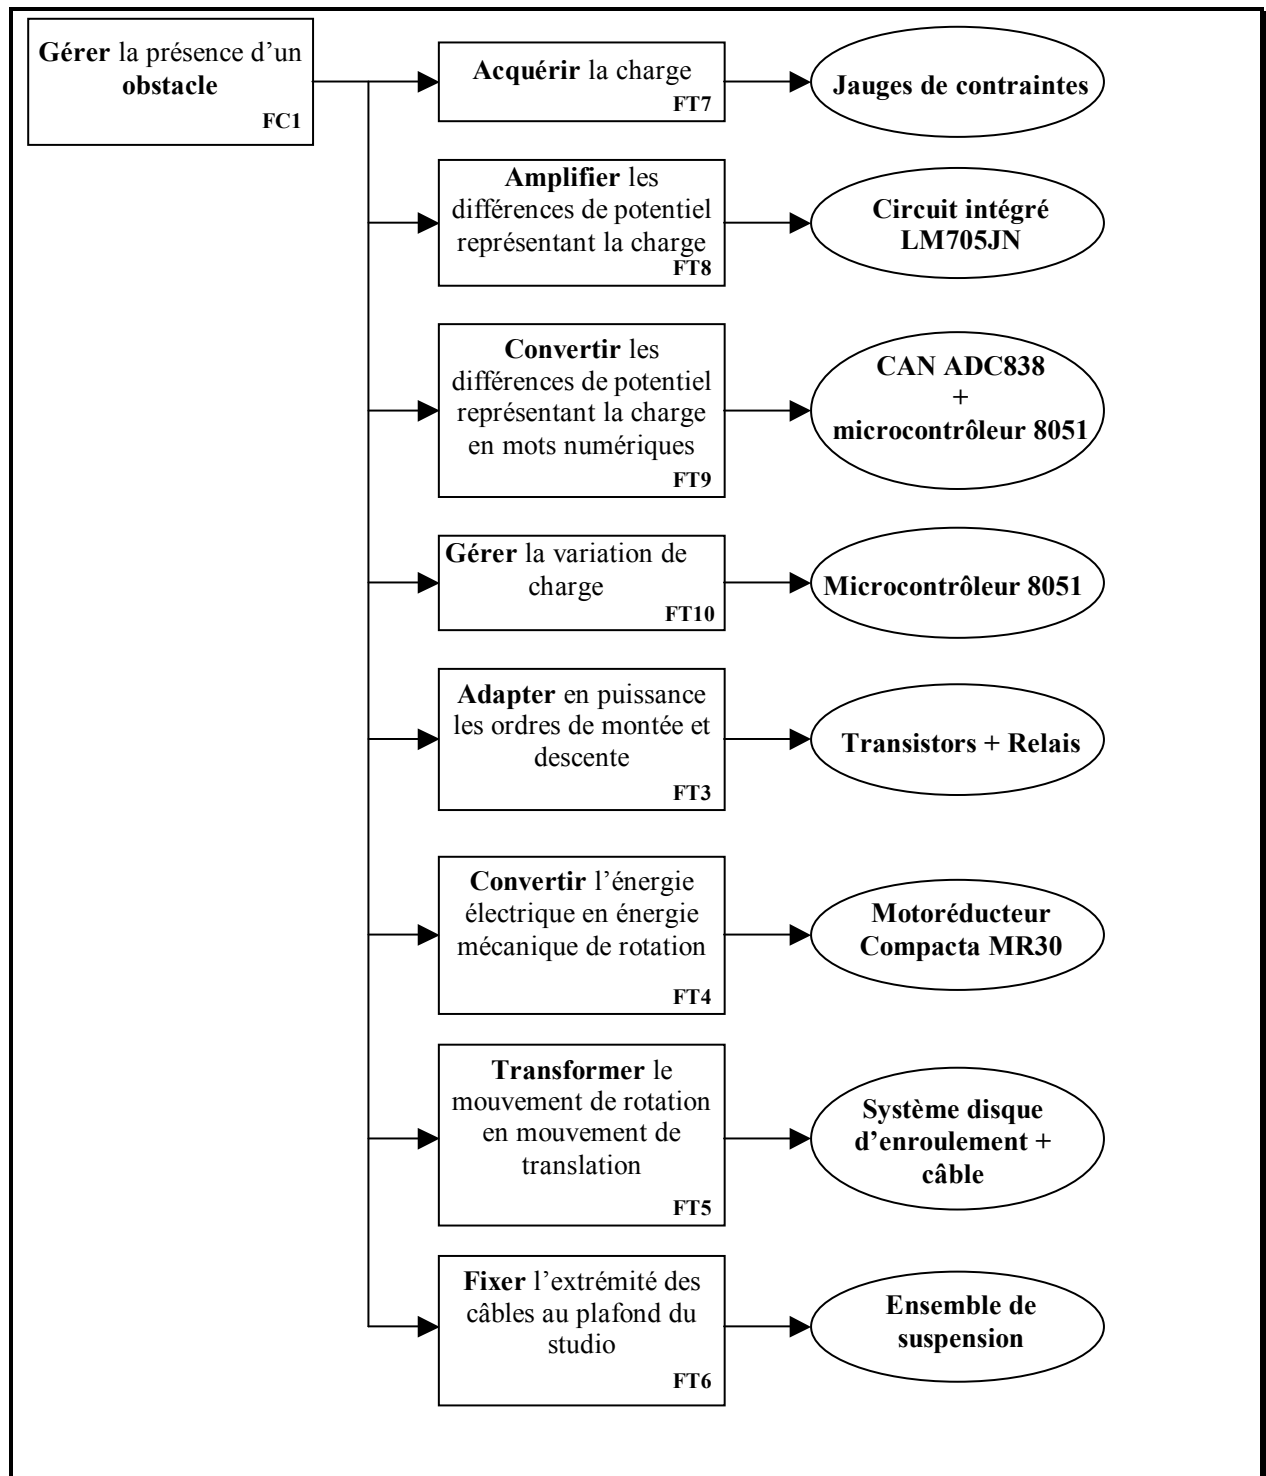 Gérer la présence d’un
obstacle
FC1
Acquérir la charge
FT7
Jauges de contraintes
Amplifier les
différences de potentiel
représentant la charge
FT8
Circuit intégré
LM705JN
Convertir les
différences de potentiel
représentant la charge
en mots numériques
FT9
CAN ADC838
+
microcontrôleur 8051
Gérer la variation de
charge
FT10
Microcontrôleur 8051
Adapter en puissance
les ordres de montée et
descente
FT3
Transistors + Relais
Convertir l’énergie
électrique en énergie
mécanique de rotation
FT4
Motoréducteur
Compacta MR30
Transformer le
mouvement de rotation
en mouvement de
translation
FT5
Système disque
d’enroulement +
câble
Fixer l’extrémité des
câbles au plafond du
studio
FT6
Ensemble de
suspension